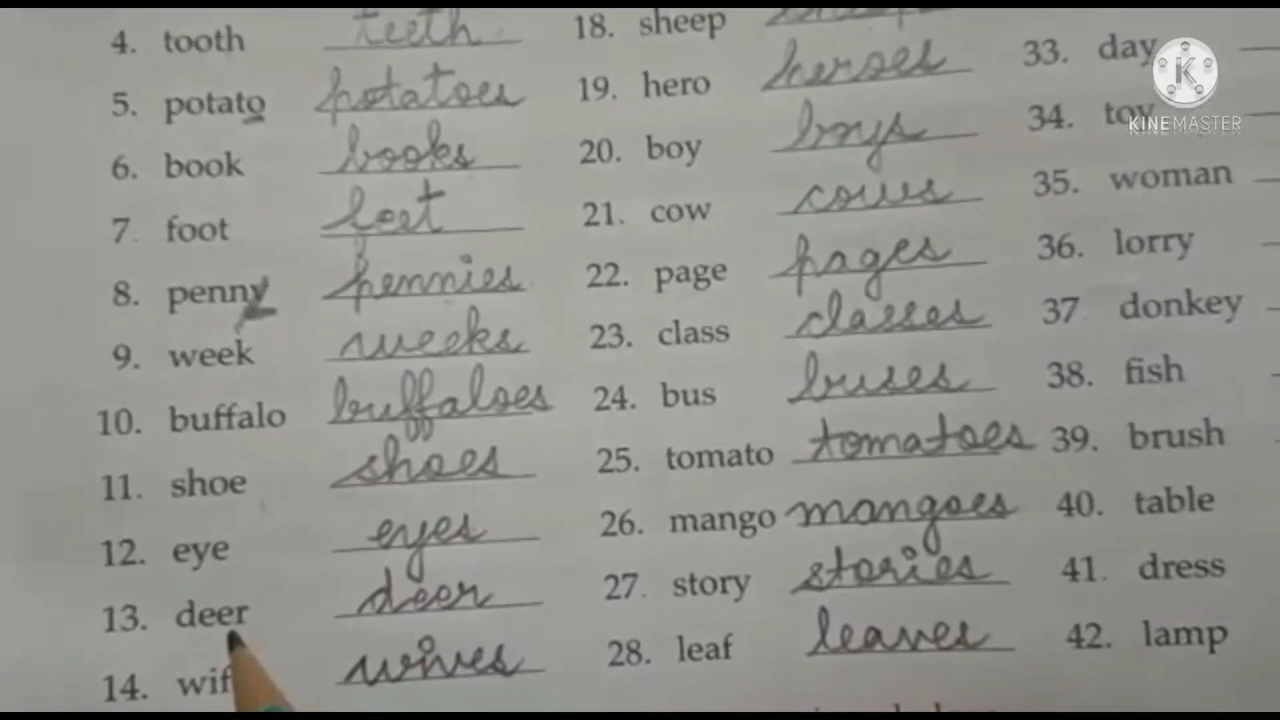 4. tooth teeth 18. sheep
5. potato potatoes 19. hero heroes 33. day
6. book books 20. boy boys 34. toy
7. foot feet 21. cow cows 35. woman
8. penny pennies 22. page pages 36. lorry
9. week weeks 23. class classes 37. donkey
10. buffalo buffaloes 24. bus buses 38. fish
11. shoe shoes 25. tomato tomatoes 39. brush
12. eye eyes 26. mango mangoes 40. table
13. deer deer 27. story stories 41. dress
14. wif wives 28. leaf leaves 42. lamp
KINEMASTER